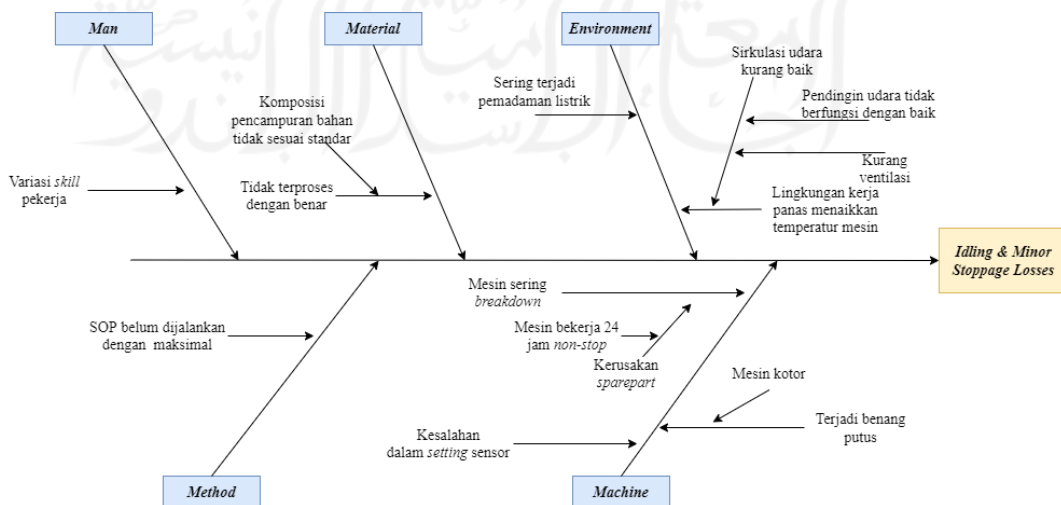 Man
Material
Environment
Sirkulasi udara
kurang baik
Sering terjadi
pemadaman listrik
Pendingin udara tidak
berfungsi dengan baik
Komposisi
pencampuran bahan
tidak sesuai standar
Kurang
ventilasi
Variasi skill
pekerja
Tidak terproses
dengan benar
Lingkungan kerja
panas menaikkan
temperatur mesin
Idling & Minor
Stoppage Losses
Mesin sering
breakdown
SOP belum dijalankan
dengan maksimal
Mesin bekerja 24
jam non-stop
Kerusakan
sparepart
Mesin kotor
Terjadi benang
putus
Kesalahan
dalam setting sensor
Method
Machine